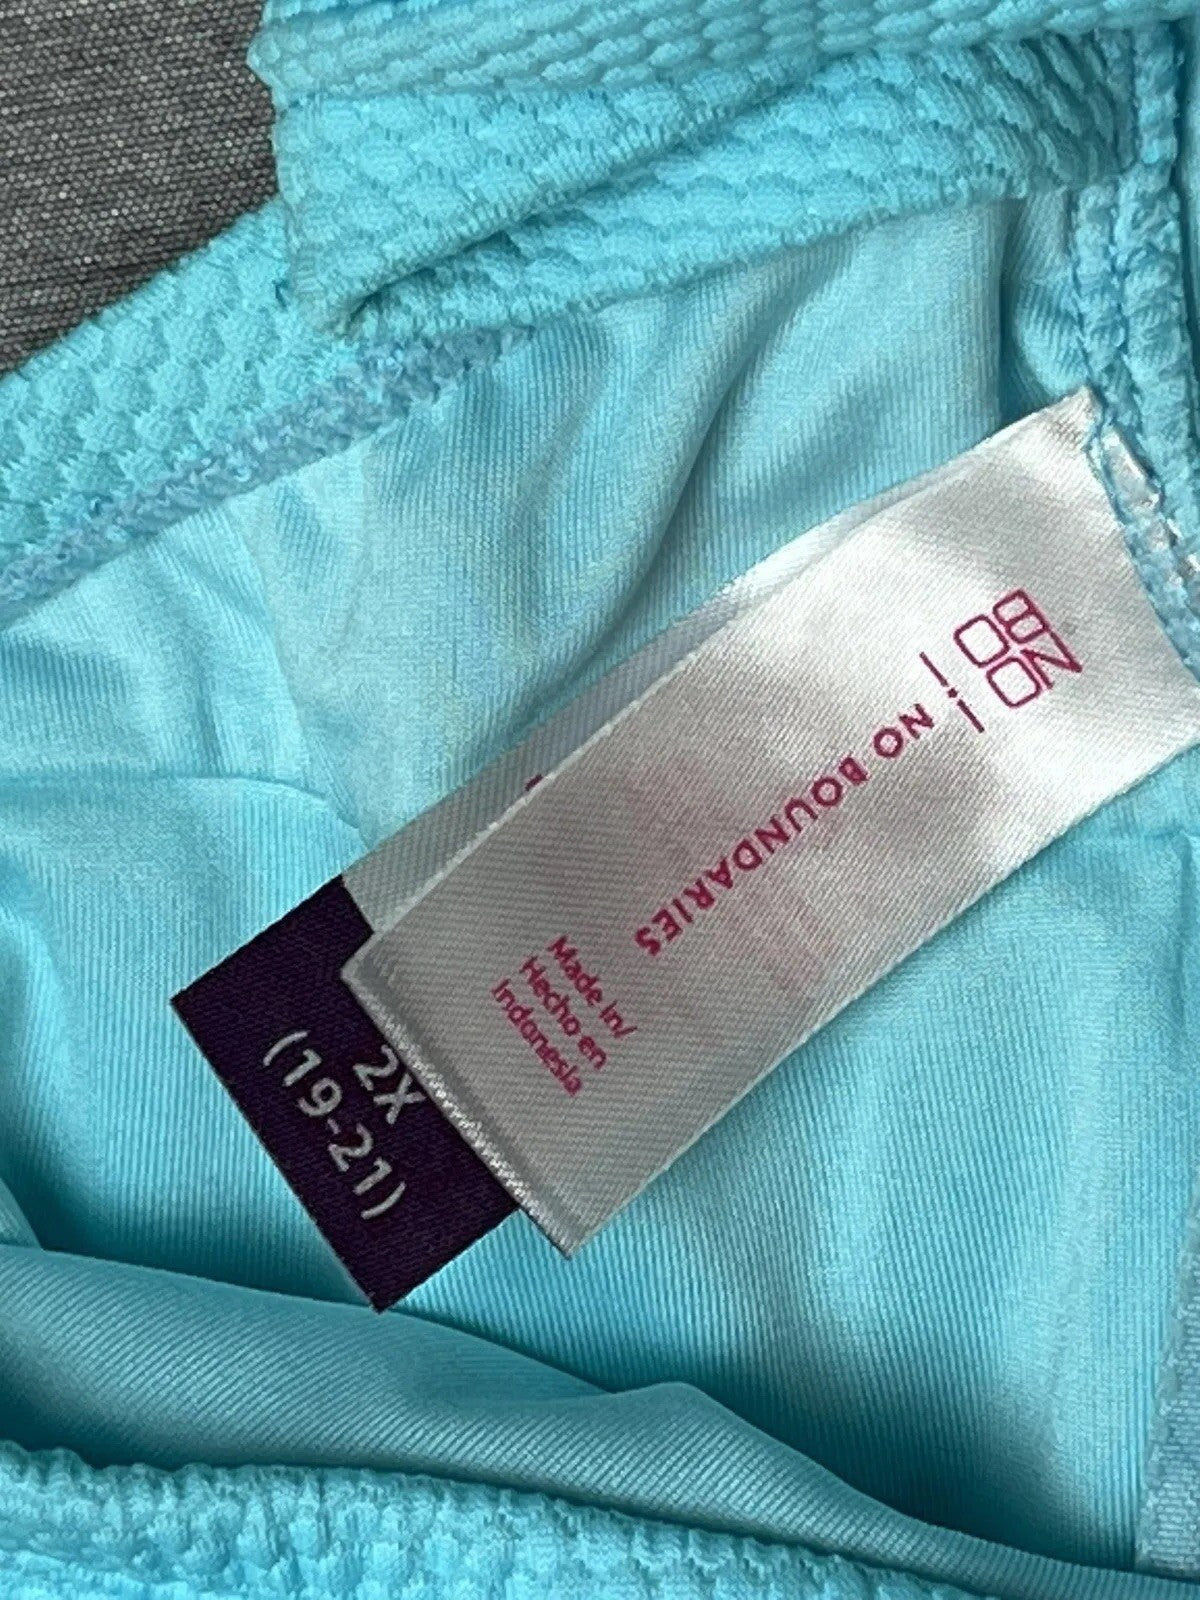 NO
BO
NO BOUNDARIES
Made in/
Hecho en
Indonesia
2X
(19-21)